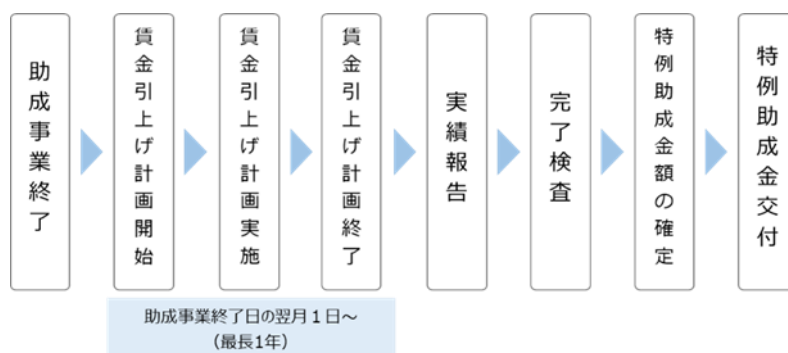 助成事業終了
賃金引上げ計画開始
賃金引上げ計画実施
賃金引上げ計画終了
実績報告
完了検査
特例助成金額の確定
特例助成金交付
助成事業終了日の翌月１日～
（最長1年）